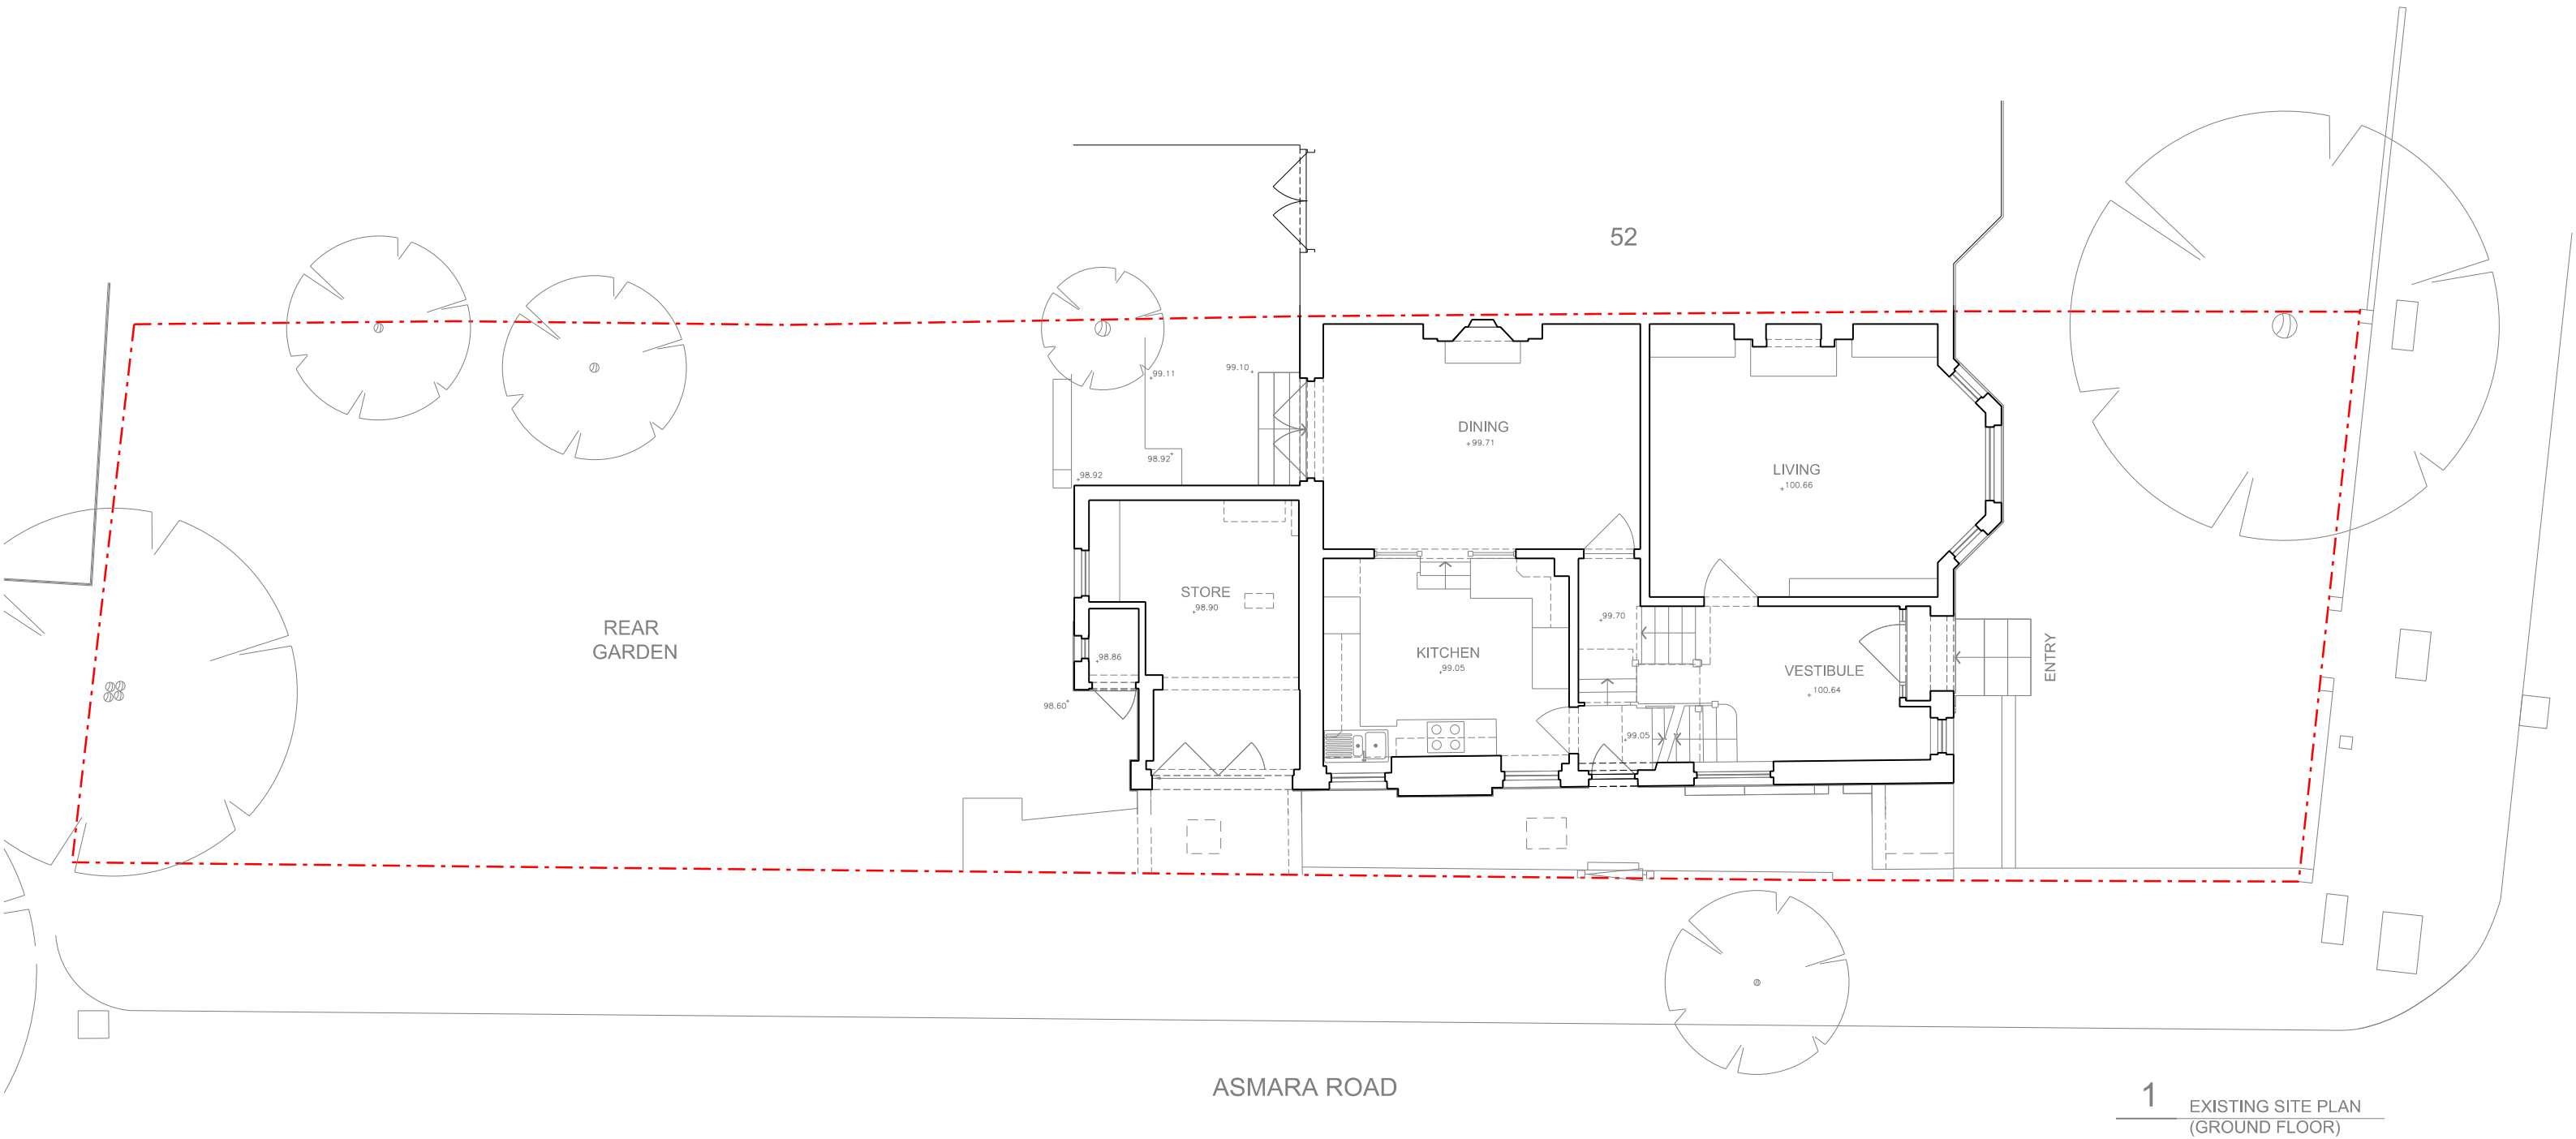 52
99.11
99.10
DINING
99.71
98.92
98.92
LIVING
100.66
STORE
98.90
99.70
REAR
GARDEN
98.86
KITCHEN
99.05
VESTIBULE
100.64
ENTRY
98.60
99.05
ASMARA ROAD
1
EXISTING SITE PLAN
(GROUND FLOOR)